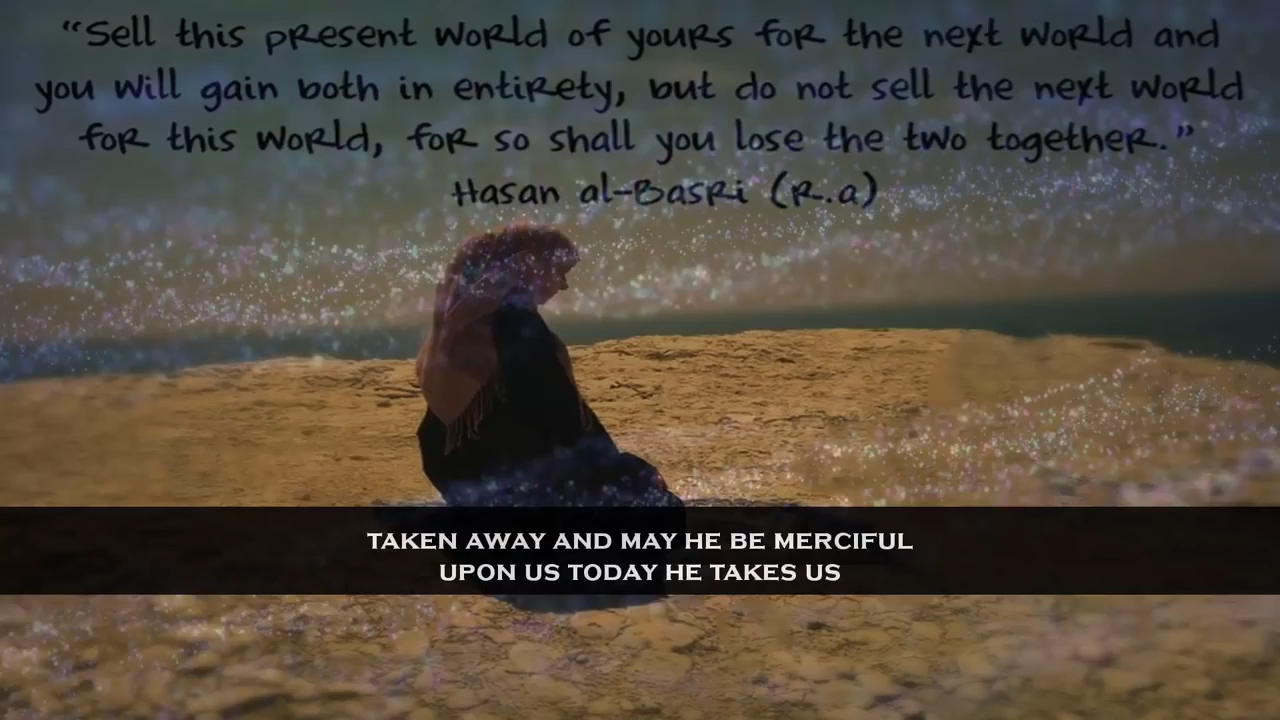 “Sell this present world of yours for the next world and
you will gain both in entirety, but do not sell the next world
for this world, for so shall you lose the two together.”
Hasan al-Basri (R.a)
TAKEN AWAY AND MAY HE BE MERCIFUL
UPON US TODAY HE TAKES US